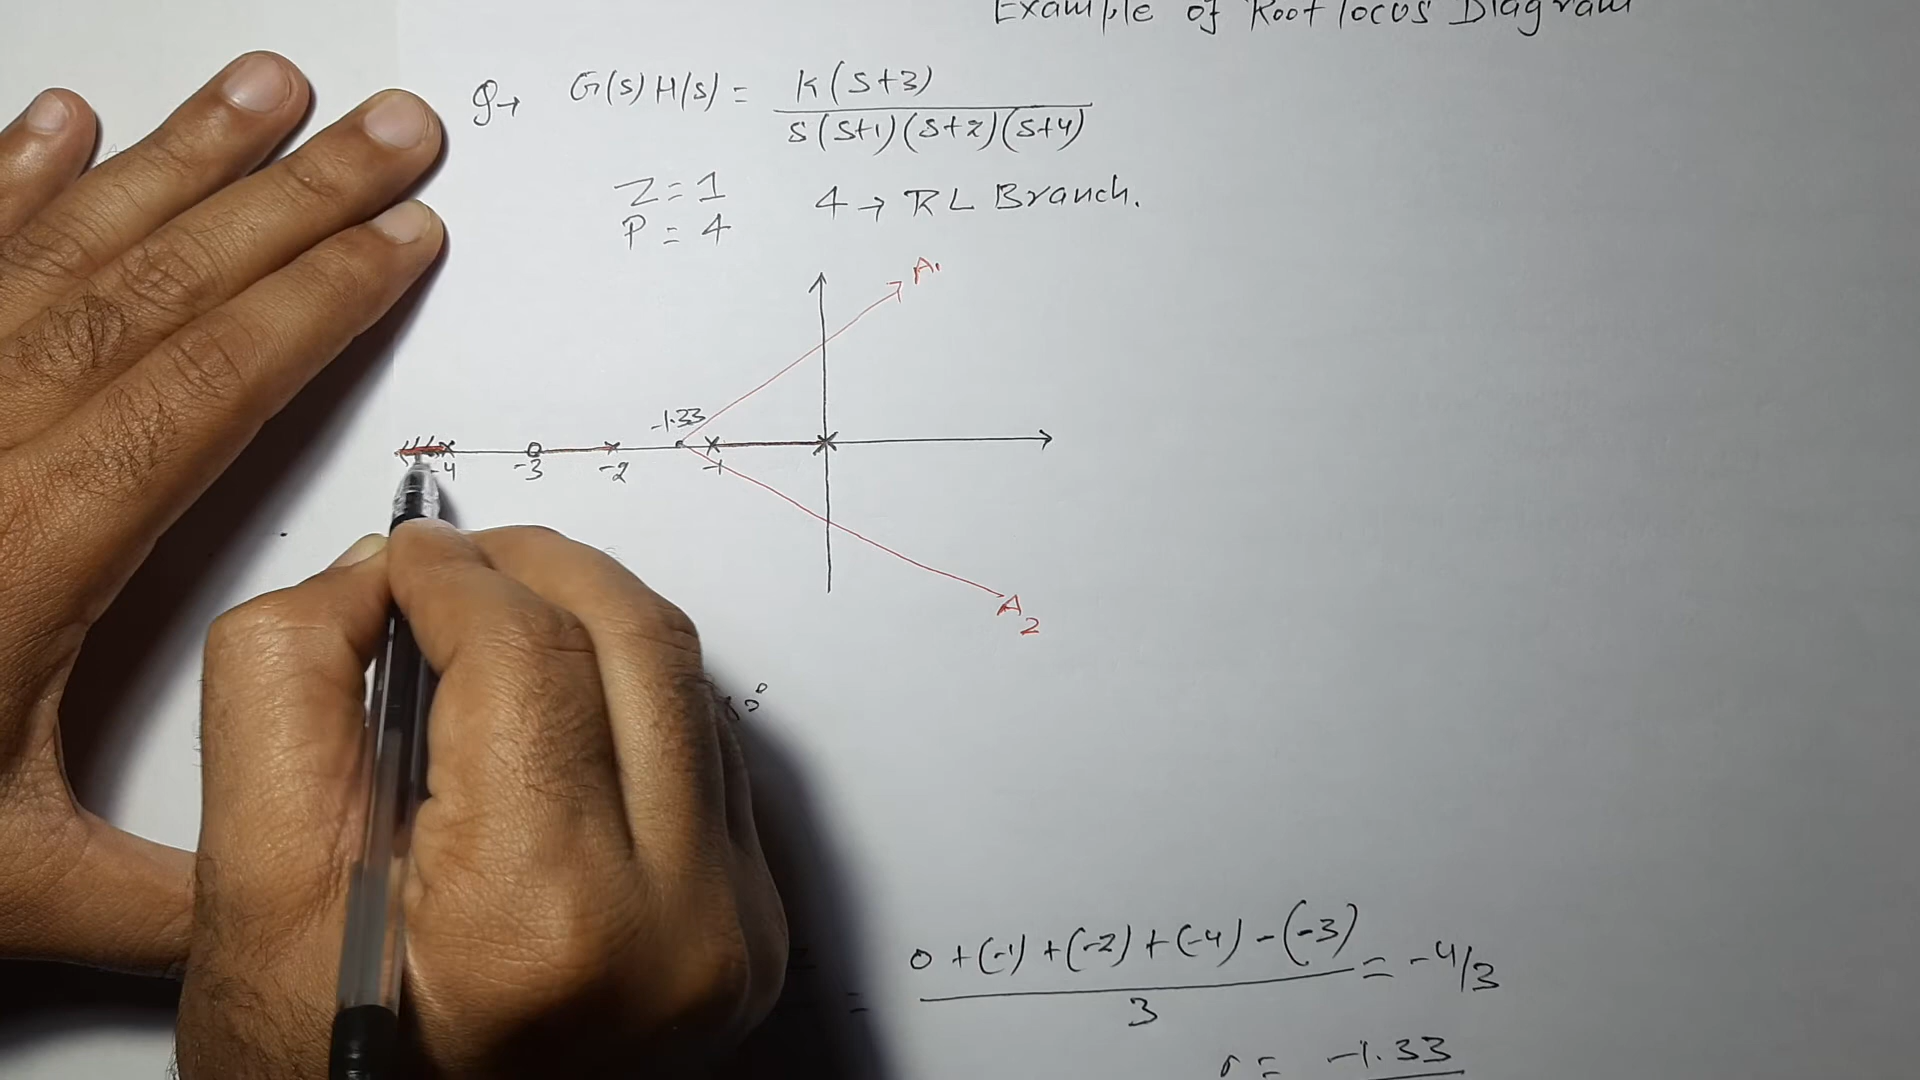 Example of Root locus Diagram
Q→ G(s)H(s) = K(s+3)
s(s+1)(s+2)(s+4)
Z = 1
P = 4
4 → RL Branch.
A1
-1.33
-4 -3 -2 -1
A2
0 + (-1) + (-2) + (-4) - (-3) = -4/3
= 3
σ = -1.33